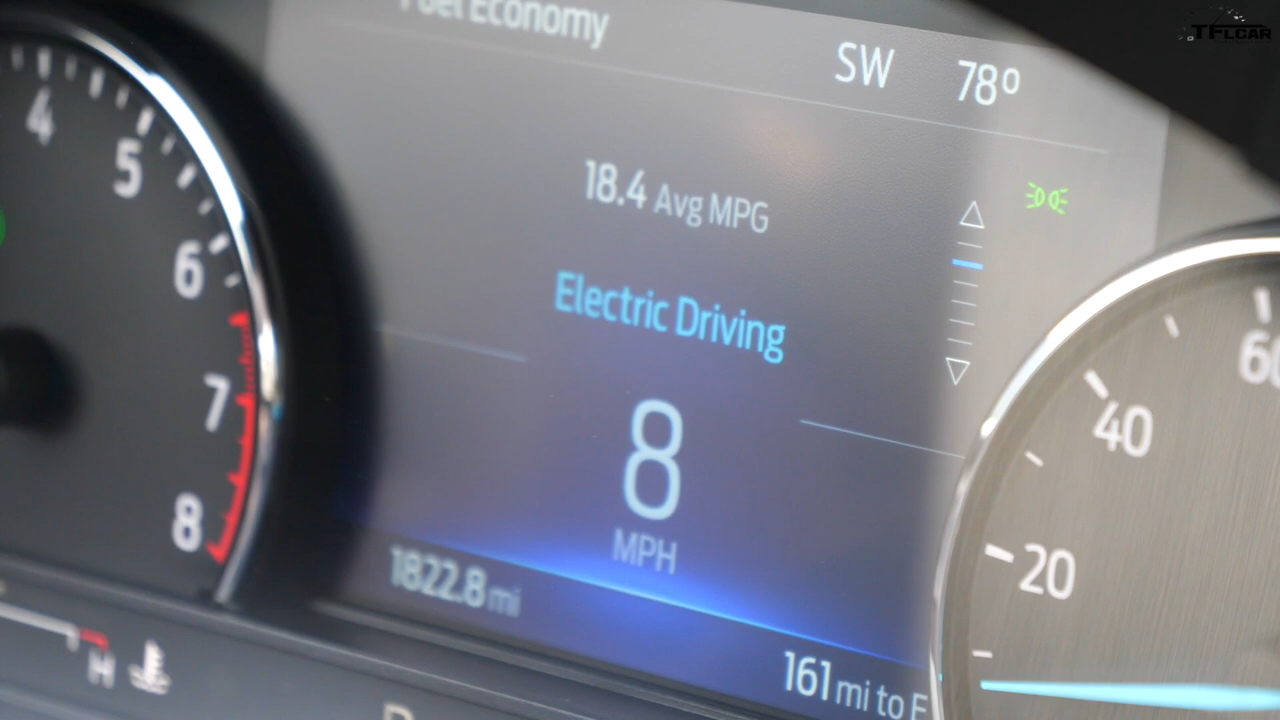 TFLCAR
Fuel Economy
SW 78°
18.4 Avg MPG
Electric Driving
8
MPH
1822.8 mi
161 mi to E
4
5
6
7
8
H
20
40
60